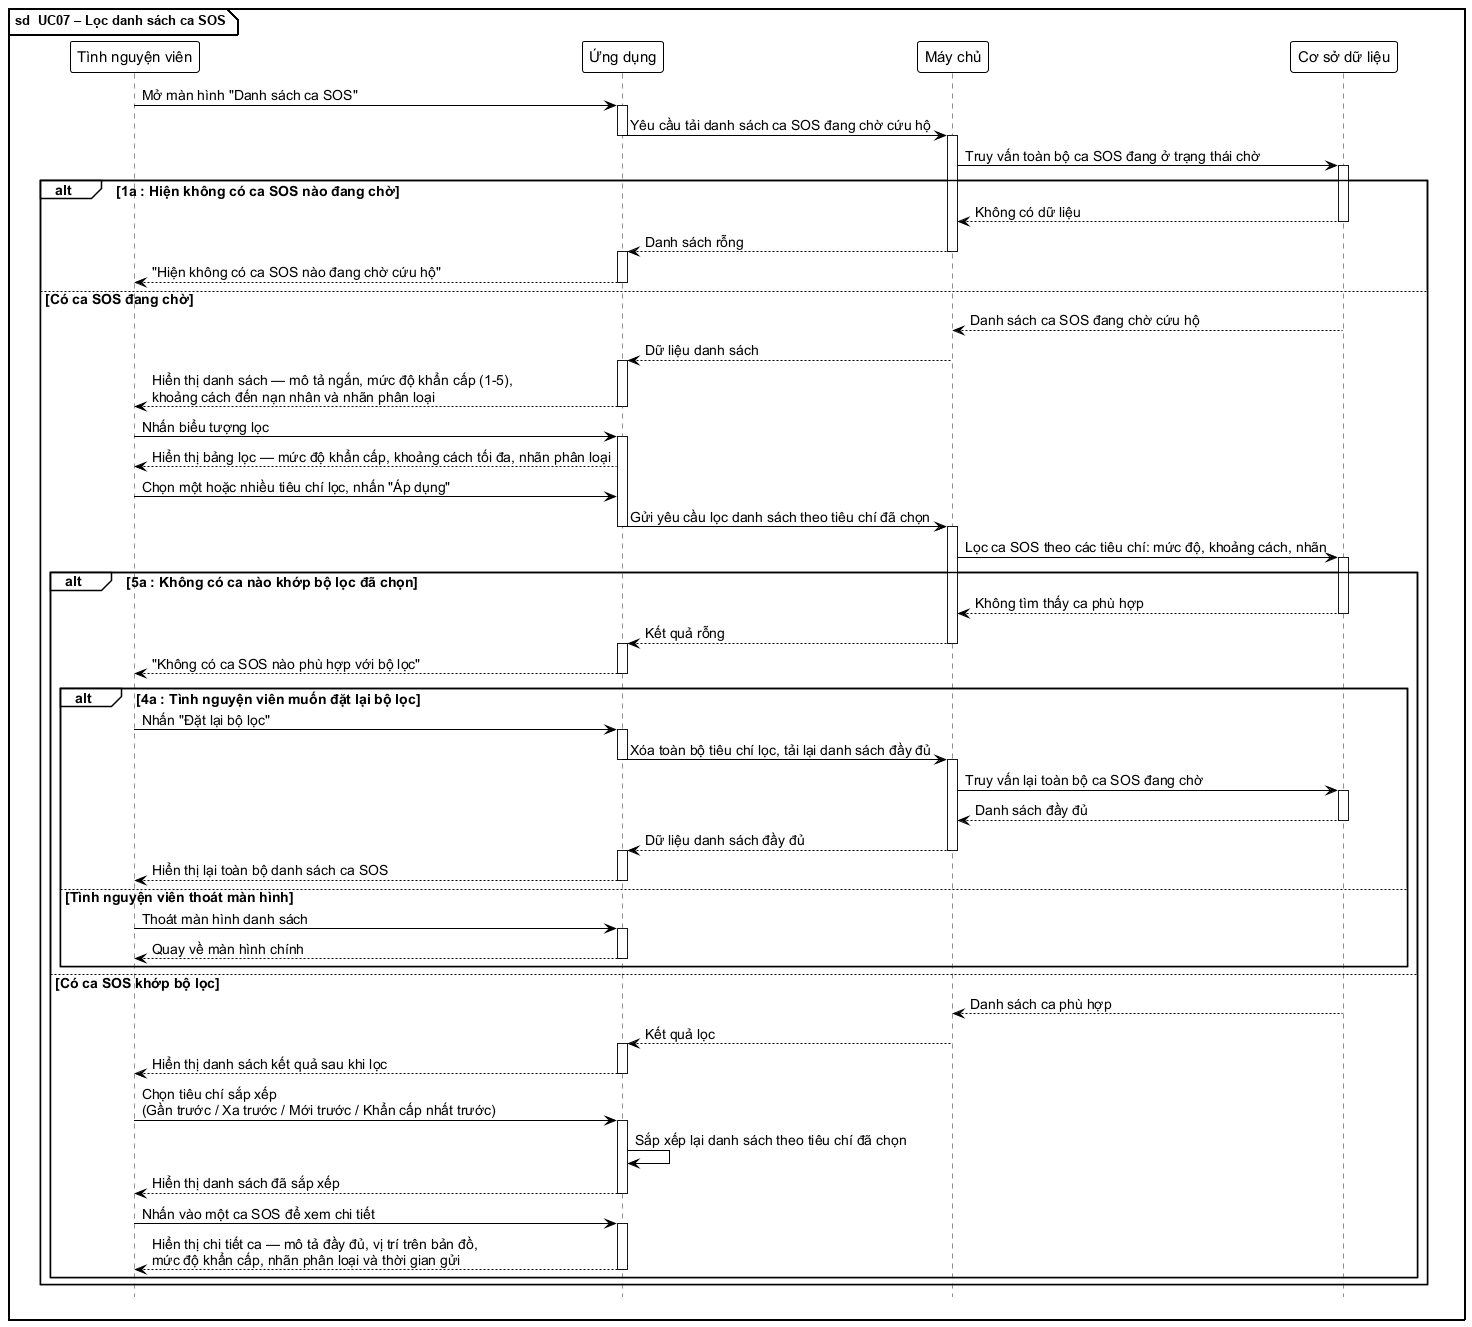 sd UC07 – Lọc danh sách ca SOS
Tình nguyện viên
Ứng dụng
Máy chủ
Cơ sở dữ liệu
Mở màn hình "Danh sách ca SOS"
Yêu cầu tải danh sách ca SOS đang chờ cứu hộ
Truy vấn toàn bộ ca SOS đang ở trạng thái chờ
alt [1a : Hiện không có ca SOS nào đang chờ]
Không có dữ liệu
Danh sách rỗng
"Hiện không có ca SOS nào đang chờ cứu hộ"
[Có ca SOS đang chờ]
Danh sách ca SOS đang chờ cứu hộ
Dữ liệu danh sách
Hiển thị danh sách — mô tả ngắn, mức độ khẩn cấp (1-5),
khoảng cách đến nạn nhân và nhãn phân loại
Nhấn biểu tượng lọc
Hiển thị bảng lọc — mức độ khẩn cấp, khoảng cách tối đa, nhãn phân loại
Chọn một hoặc nhiều tiêu chí lọc, nhấn "Áp dụng"
Gửi yêu cầu lọc danh sách theo tiêu chí đã chọn
Lọc ca SOS theo các tiêu chí: mức độ, khoảng cách, nhãn
alt [5a : Không có ca nào khớp bộ lọc đã chọn]
Không tìm thấy ca phù hợp
Kết quả rỗng
"Không có ca SOS nào phù hợp với bộ lọc"
alt [4a : Tình nguyện viên muốn đặt lại bộ lọc]
Nhấn "Đặt lại bộ lọc"
Xóa toàn bộ tiêu chí lọc, tải lại danh sách đầy đủ
Truy vấn lại toàn bộ ca SOS đang chờ
Danh sách đầy đủ
Dữ liệu danh sách đầy đủ
Hiển thị lại toàn bộ danh sách ca SOS
[Tình nguyện viên thoát màn hình]
Thoát màn hình danh sách
Quay về màn hình chính
[Có ca SOS khớp bộ lọc]
Danh sách ca phù hợp
Kết quả lọc
Hiển thị danh sách kết quả sau khi lọc
Chọn tiêu chí sắp xếp
(Gần trước / Xa trước / Mới trước / Khẩn cấp nhất trước)
Sắp xếp lại danh sách theo tiêu chí đã chọn
Hiển thị danh sách đã sắp xếp
Nhấn vào một ca SOS để xem chi tiết
Hiển thị chi tiết ca — mô tả đầy đủ, vị trí trên bản đồ,
mức độ khẩn cấp, nhãn phân loại và thời gian gửi